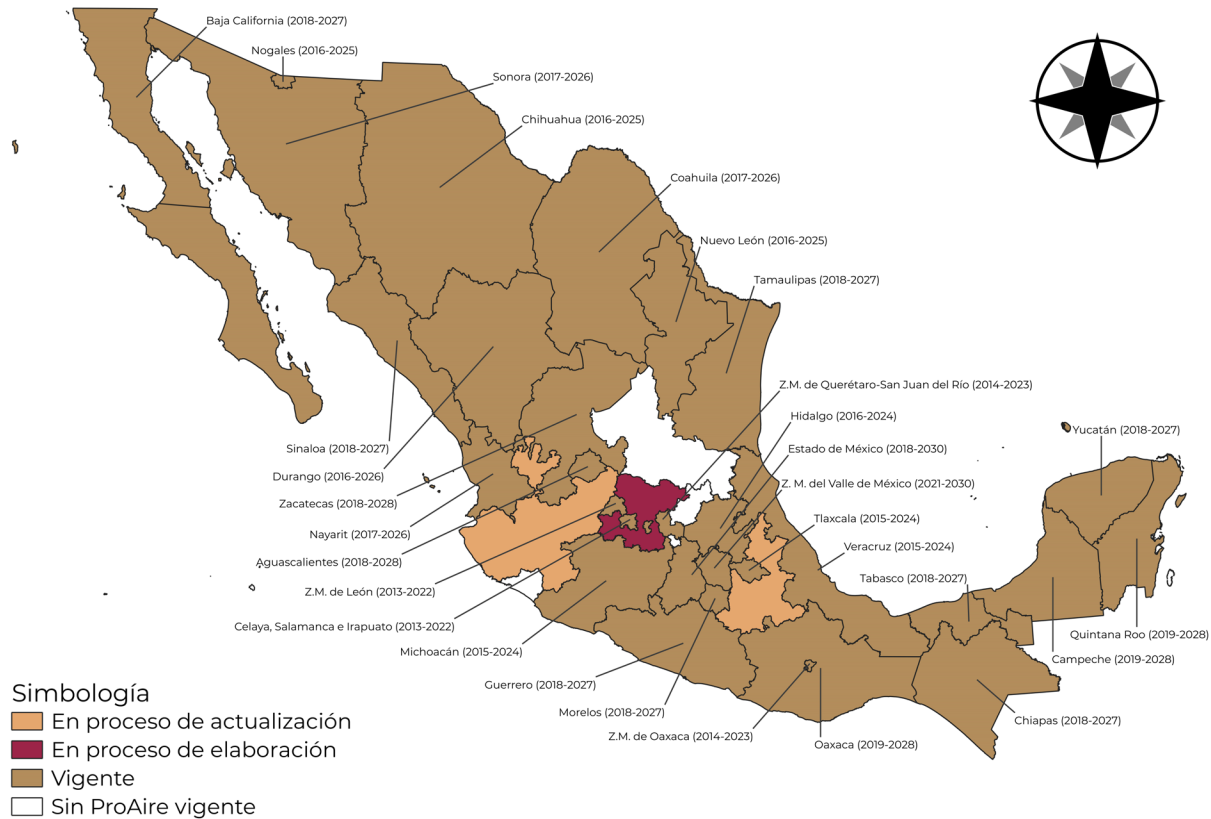 Baja California (2018-2027)
Nogales (2016-2025)
Sonora (2017-2026)
Chihuahua (2016-2025)
Coahuila (2017-2026)
Nuevo León (2016-2025)
Tamaulipas (2018-2027)
Z.M. de Querétaro-San Juan del Río (2014-2023)
Hidalgo (2016-2024)
Yucatán (2018-2027)
Sinaloa (2018-2027)
Estado de México (2018-2030)
Durango (2016-2026)
Z. M. del Valle de México (2021-2030)
Zacatecas (2018-2028)
Tlaxcala (2015-2024)
Nayarit (2017-2026)
Veracruz (2015-2024)
Aguascalientes (2018-2028)
Tabasco (2018-2027)
Z.M. de León (2013-2022)
Celaya, Salamanca e Irapuato (2013-2022)
Quintana Roo (2019-2028)
Michoacán (2015-2024)
Campeche (2019-2028)
Guerrero (2018-2027)
Morelos (2018-2027)
Chiapas (2018-2027)
Z.M. de Oaxaca (2014-2023)
Oaxaca (2019-2028)
Simbología
En proceso de actualización
En proceso de elaboración
Vigente
Sin ProAire vigente